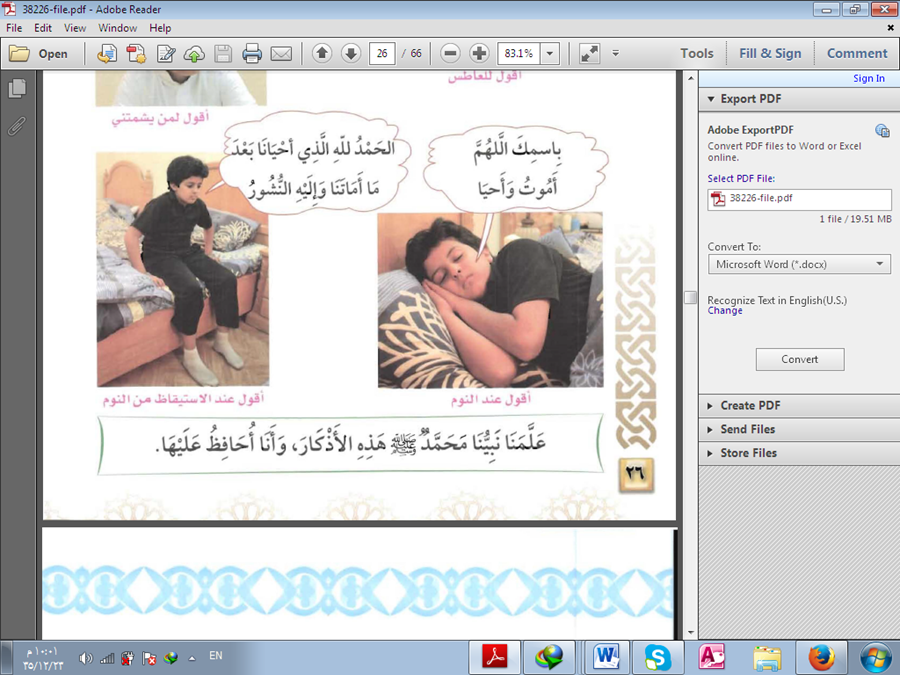 38226-file.pdf - Adobe Reader
File Edit View Window Help
Open 26 / 66 83.1% Tools Fill & Sign Comment
Sign In
Export PDF
Adobe ExportPDF
Convert PDF files to Word or Excel
online.
Select PDF File:
38226-file.pdf
1 file / 19.51 MB
Convert To:
Microsoft Word (*.docx)
Recognize Text in English(U.S.)
Change
Convert
Create PDF
Send Files
Store Files
أقول للعاطس
أقول لمن يشمتني
بِاسمِكَ الَّلهُمَّ
أَمُوتُ وَأَحيَا
الحَمْدُ للّهِ الَّذِي أحْيَانَا بَعْدَ
مَا أَمَاتَنَا وَإِلَيْهِ النُّشُورُ
أقول عند النوم
أقول عند الاستيقاظ من النوم
عَلَّمَنَا نَبِيُّنَا مَحَمَّدٌ ﷺ هَذِهِ الأَذْكَارَ، وَأَنَا أُحَافِظُ عَلَيْهَا.
٢٦
EN
١٠:٠١ م
٣٥/١٢/٢٣